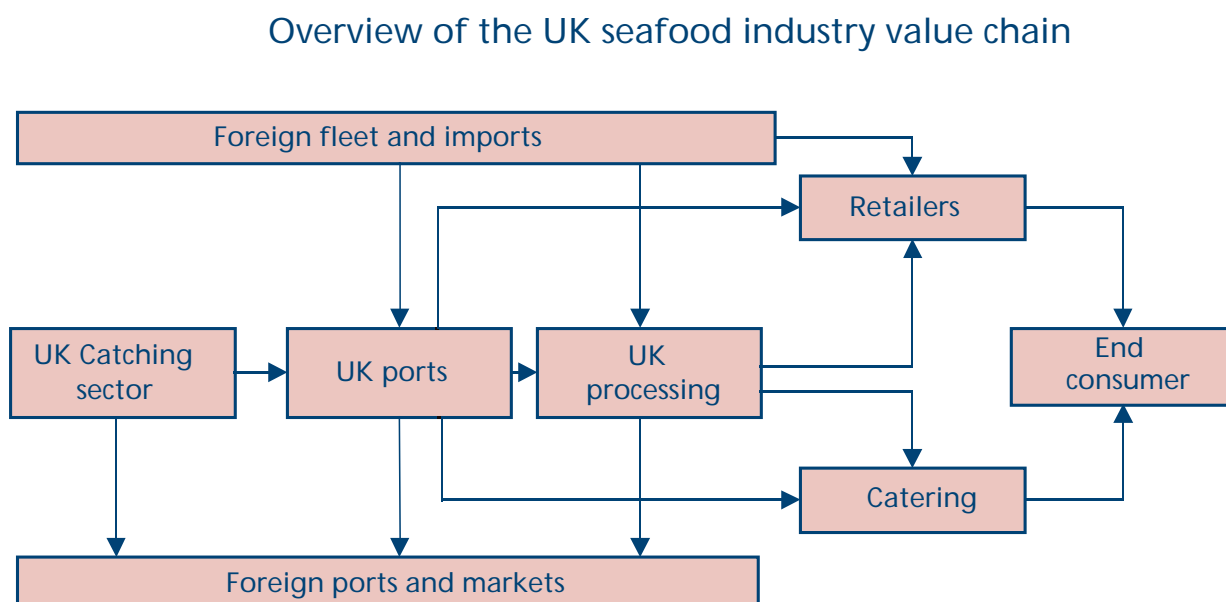 Overview of the UK seafood industry value chain
Foreign fleet and imports
Retailers
UK Catching
sector
UK ports
UK
processing
End
consumer
Catering
Foreign ports and markets